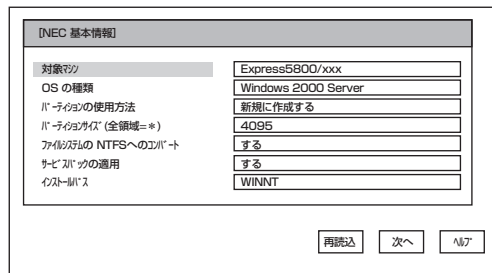 [NEC 基本情報]
対象ﾏｼﾝ Express5800/xxx
OS の種類 Windows 2000 Server
ﾊﾟｰﾃｨｼｮﾝの使用方法 新規に作成する
ﾊﾟｰﾃｨｼｮﾝｻｲｽﾞ(全領域=＊) 4095
ﾌｧｲﾙｼｽﾃﾑの NTFSへのｺﾝﾊﾞｰﾄ する
ｻｰﾋﾞｽﾊﾟｯｸの適用 する
ｲﾝｽﾄｰﾙﾊﾟｽ WINNT
再読込 次へ ﾍﾙﾌﾟ